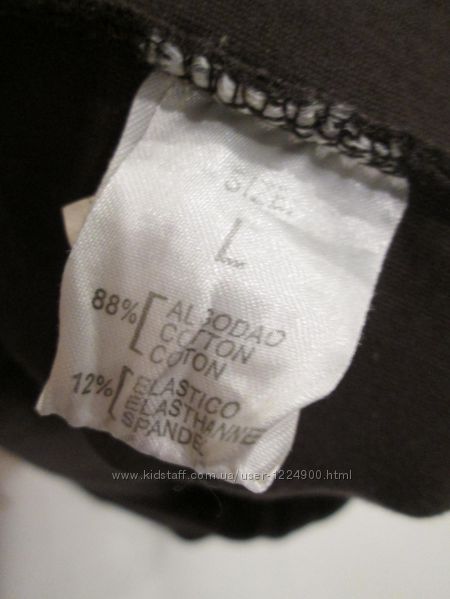 SIZE:
L
88% [ ALGODAO
COTTON
COTON
12% [ ELASTICO
ELASTHANNE
SPANDE
www.kidstaff.com.ua/user-1224900.html